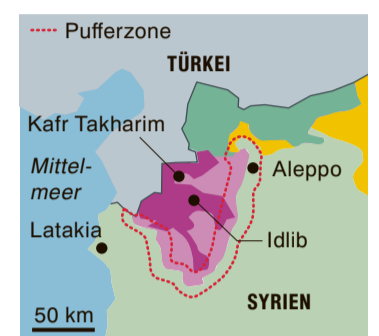 Pufferzone
TÜRKEI
Kafr Takharim
Mittel-
meer
Aleppo
Latakia
Idlib
50 km
SYRIEN